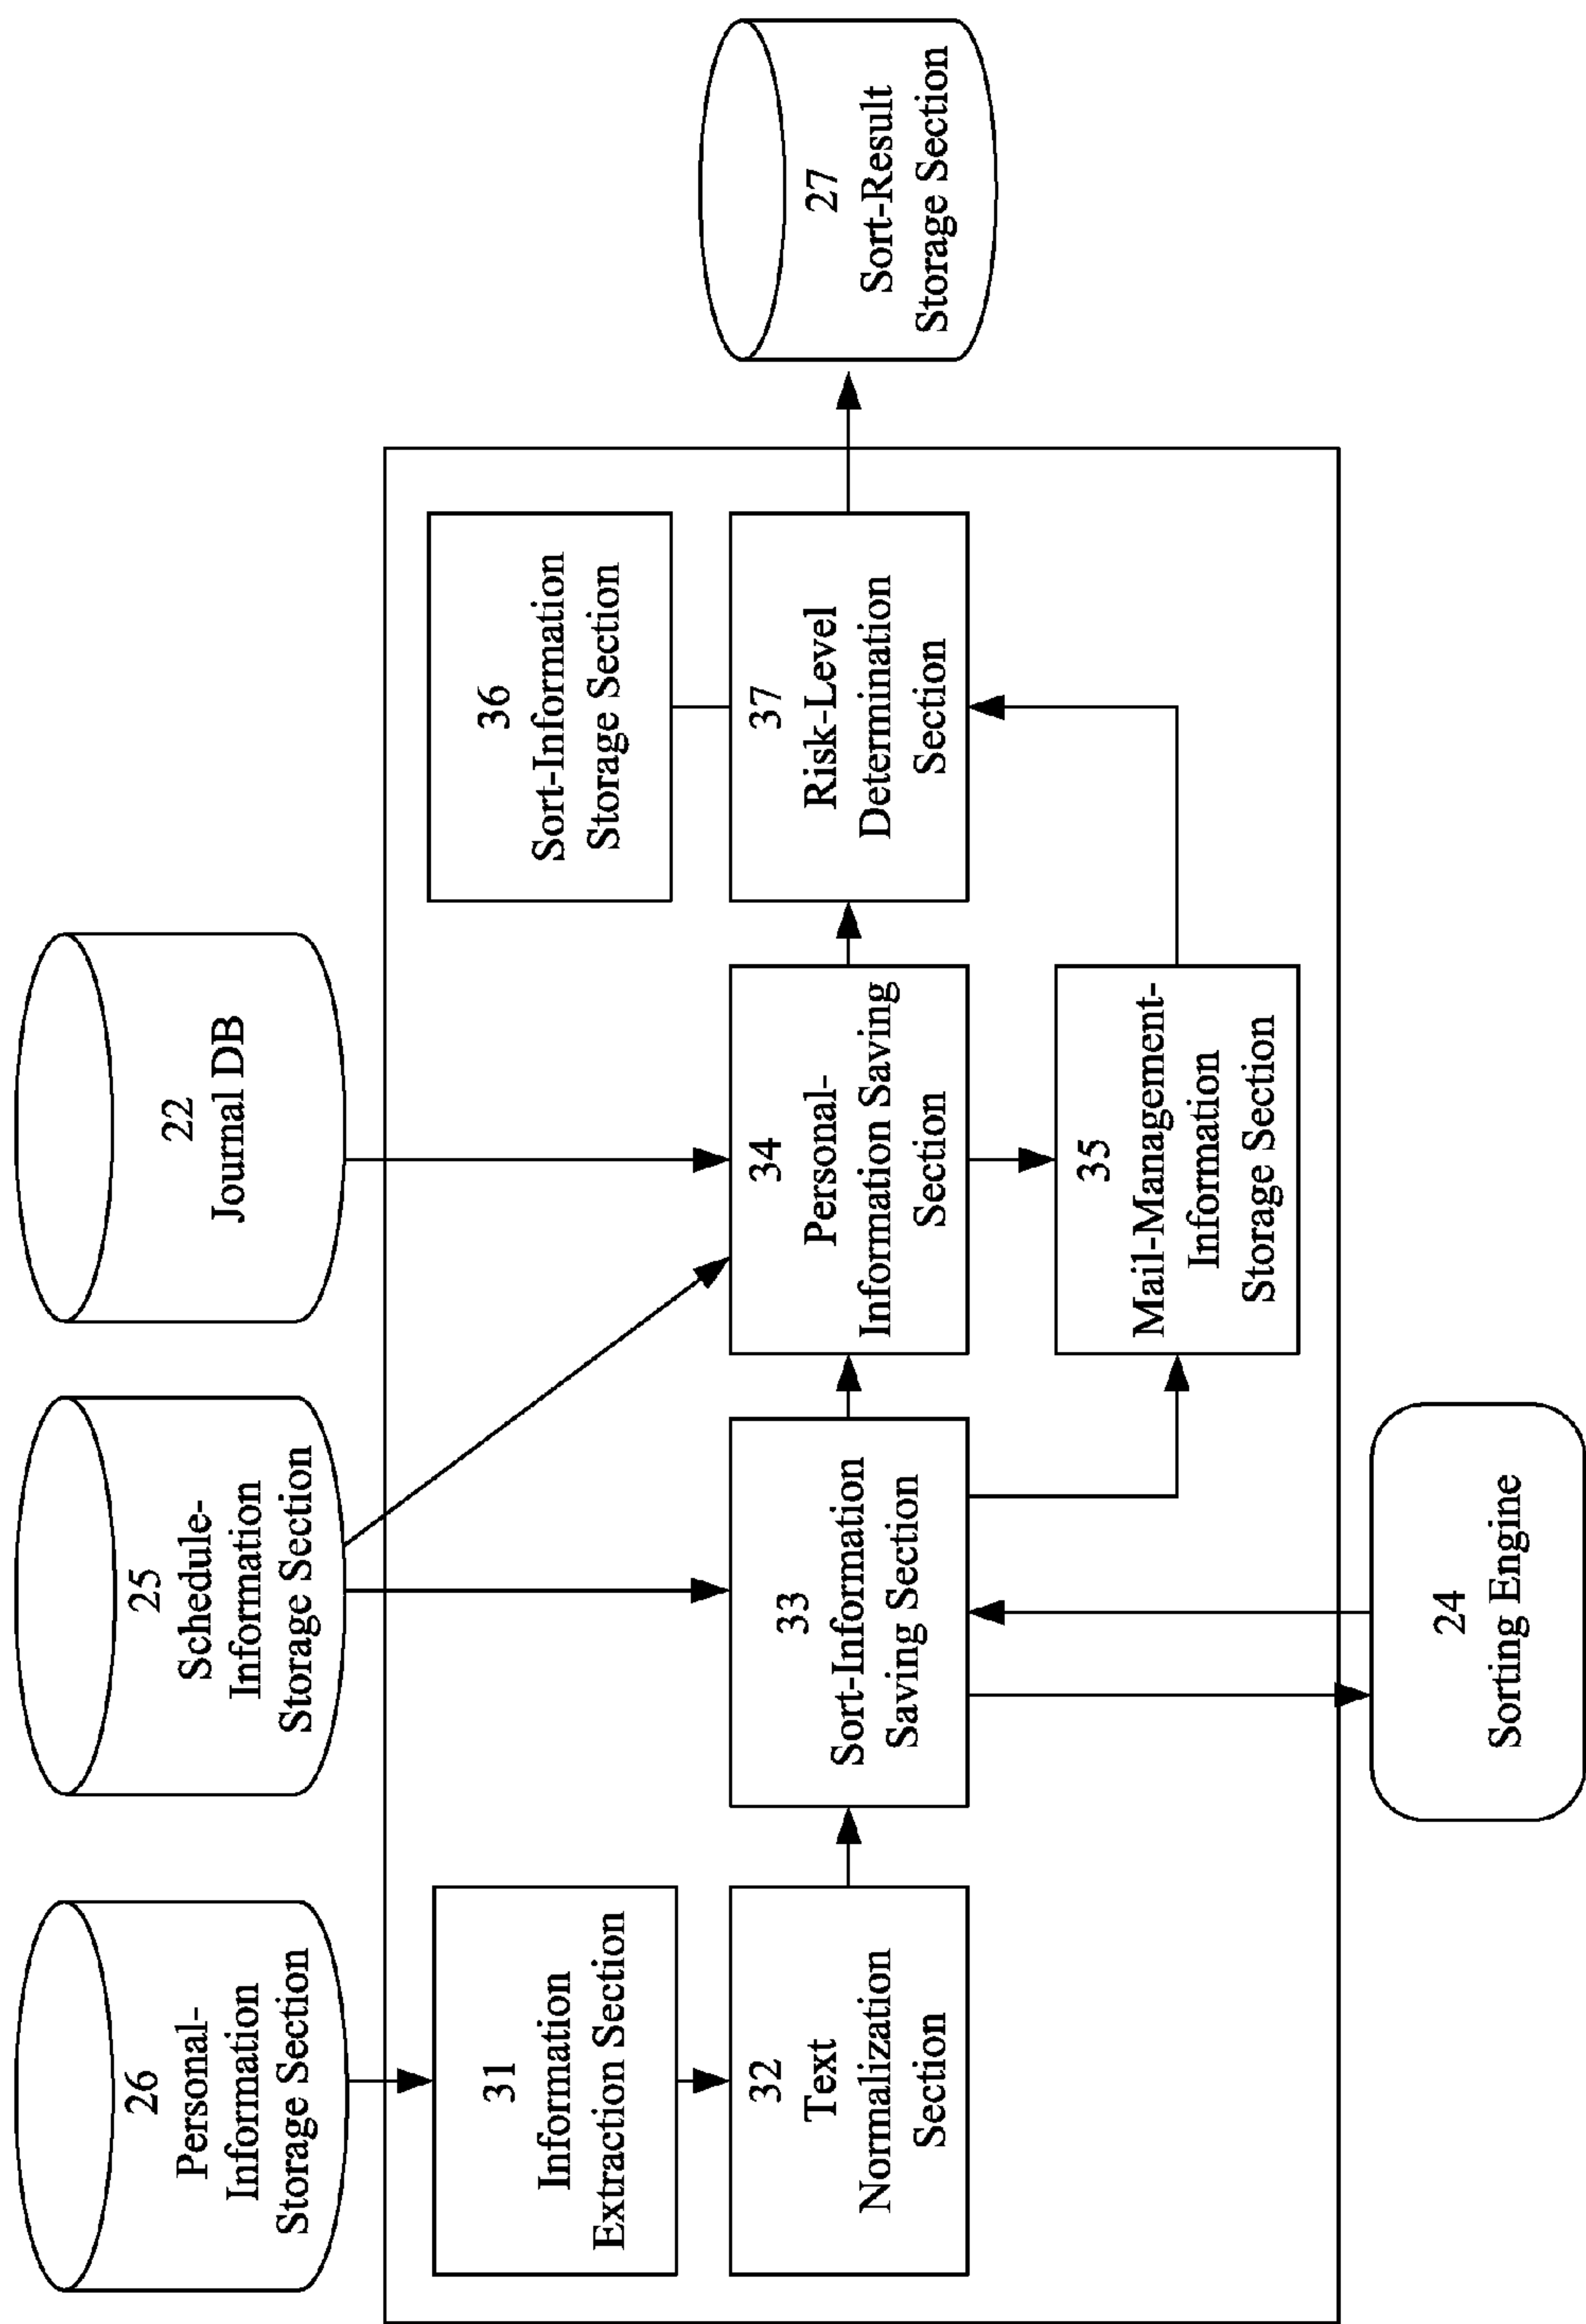 26
Personal-
Information
Storage Section
25
Schedule-
Information
Storage Section
22
Journal DB
31
Information
Extraction Section
36
Sort-Information
Storage Section
32
Text
Normalization
Section
33
Sort-Information
Saving Section
34
Personal-
Information Saving
Section
37
Risk-Level
Determination
Section
27
Sort-Result
Storage Section
35
Mail-Management-
Information
Storage Section
24
Sorting Engine